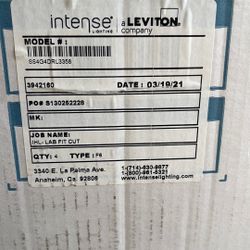 intense
LIGHTING
a LEVITON®
company
MODEL # :
SS4G4DRL3358
3942160 DATE : 03/19/21
PO# S130252228
MK:
JOB NAME
IHL- LAB FIT OUT
QTY: 4 TYPE : F6
3340 E. La Palma Ave. 1-(714)-630-9877
Anaheim, Ca. 92806 1-(800)-961-5321
www.intenselighting.com